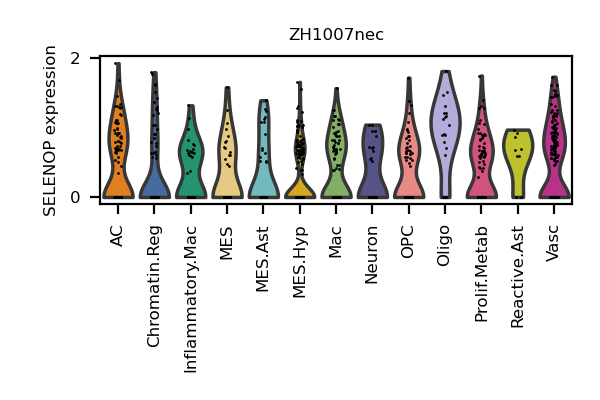 ZH1007nec
SELENOP expression
2
0
AC
Chromatin.Reg
Inflammatory.Mac
MES
MES.Ast
MES.Hyp
Mac
Neuron
OPC
Oligo
Prolif.Metab
Reactive.Ast
Vasc